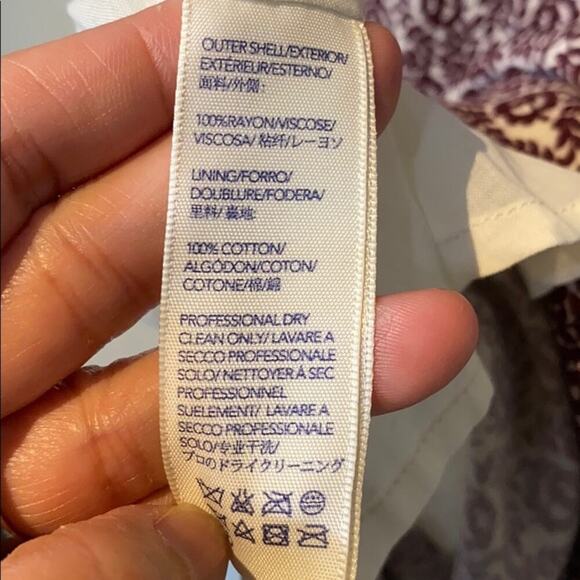 OUTER SHELL/EXTERIOR/
EXTÉRIEUR/ESTERNO/
面料/外側:
100%RAYON/VISCOSE/
VISCOSA/ 粘纤/レーヨン
LINING/FORRO/
DOUBLURE/FODERA/
里料/裏地:
100% COTTON/
ALGÓDON/COTON/
COTONE/棉/綿
PROFESSIONAL DRY
CLEAN ONLY/ LAVARE A
SECCO PROFESSIONALE
SOLO/ NETTOYER À SEC
PROFESSIONNEL
SUELEMENT/ LAVARE A
SECCO PROFESSIONALE
SOLO/专业干洗/
プロのドライクリーニング